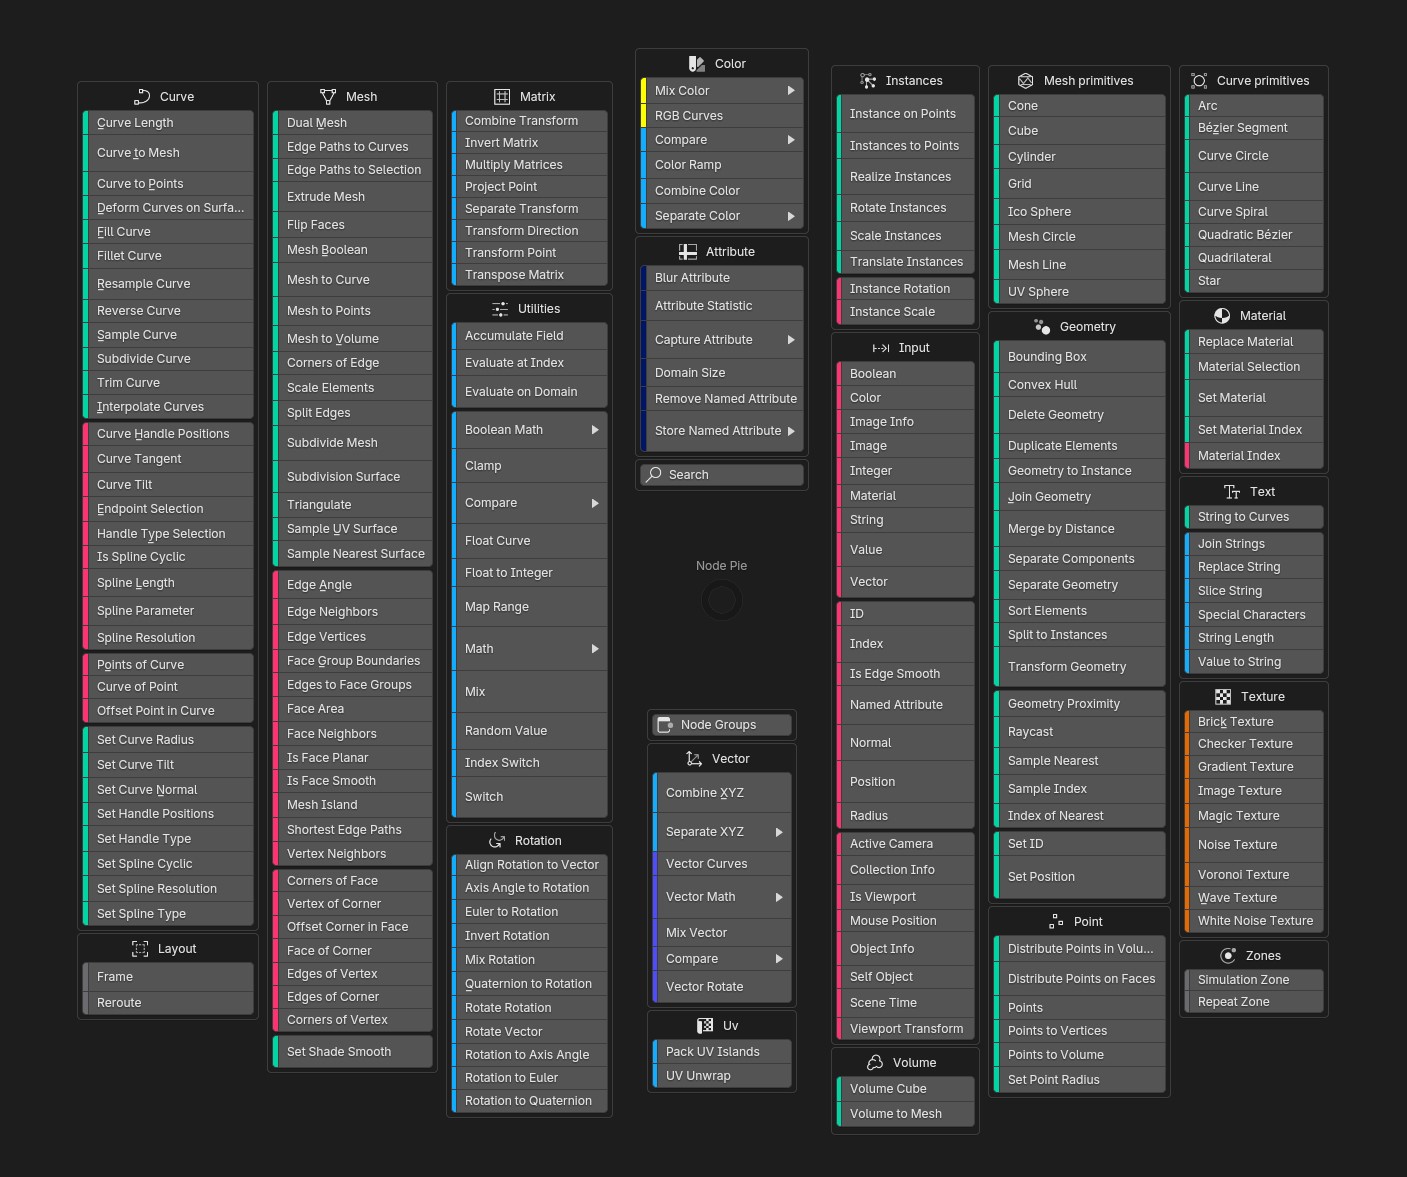 Curve
Curve Length
Curve to Mesh
Curve to Points
Deform Curves on Surfa...
Fill Curve
Fillet Curve
Resample Curve
Reverse Curve
Sample Curve
Subdivide Curve
Trim Curve
Interpolate Curves
Curve Handle Positions
Curve Tangent
Curve Tilt
Endpoint Selection
Handle Type Selection
Is Spline Cyclic
Spline Length
Spline Parameter
Spline Resolution
Points of Curve
Curve of Point
Offset Point in Curve
Set Curve Radius
Set Curve Tilt
Set Curve Normal
Set Handle Positions
Set Handle Type
Set Spline Cyclic
Set Spline Resolution
Set Spline Type
Layout
Frame
Reroute
Mesh
Dual Mesh
Edge Paths to Curves
Edge Paths to Selection
Extrude Mesh
Flip Faces
Mesh Boolean
Mesh to Curve
Mesh to Points
Mesh to Volume
Corners of Edge
Scale Elements
Split Edges
Subdivide Mesh
Subdivision Surface
Triangulate
Sample UV Surface
Sample Nearest Surface
Edge Angle
Edge Neighbors
Edge Vertices
Face Group Boundaries
Edges to Face Groups
Face Area
Face Neighbors
Is Face Planar
Is Face Smooth
Mesh Island
Shortest Edge Paths
Vertex Neighbors
Corners of Face
Vertex of Corner
Offset Corner in Face
Face of Corner
Edges of Vertex
Edges of Corner
Corners of Vertex
Set Shade Smooth
Matrix
Combine Transform
Invert Matrix
Multiply Matrices
Project Point
Separate Transform
Transform Direction
Transform Point
Transpose Matrix
Utilities
Accumulate Field
Evaluate at Index
Evaluate on Domain
Boolean Math
Clamp
Compare
Float Curve
Float to Integer
Map Range
Math
Mix
Random Value
Index Switch
Switch
Rotation
Align Rotation to Vector
Axis Angle to Rotation
Euler to Rotation
Invert Rotation
Mix Rotation
Quaternion to Rotation
Rotate Rotation
Rotate Vector
Rotation to Axis Angle
Rotation to Euler
Rotation to Quaternion
Color
Mix Color
RGB Curves
Compare
Color Ramp
Combine Color
Separate Color
Attribute
Blur Attribute
Attribute Statistic
Capture Attribute
Domain Size
Remove Named Attribute
Store Named Attribute
Search
Node Pie
Node Groups
Vector
Combine XYZ
Separate XYZ
Vector Curves
Vector Math
Mix Vector
Compare
Vector Rotate
Uv
Pack UV Islands
UV Unwrap
Instances
Instance on Points
Instances to Points
Realize Instances
Rotate Instances
Scale Instances
Translate Instances
Instance Rotation
Instance Scale
Input
Boolean
Color
Image Info
Image
Integer
Material
String
Value
Vector
ID
Index
Is Edge Smooth
Named Attribute
Normal
Position
Radius
Active Camera
Collection Info
Is Viewport
Mouse Position
Object Info
Self Object
Scene Time
Viewport Transform
Volume
Volume Cube
Volume to Mesh
Mesh primitives
Cone
Cube
Cylinder
Grid
Ico Sphere
Mesh Circle
Mesh Line
UV Sphere
Geometry
Bounding Box
Convex Hull
Delete Geometry
Duplicate Elements
Geometry to Instance
Join Geometry
Merge by Distance
Separate Components
Separate Geometry
Sort Elements
Split to Instances
Transform Geometry
Geometry Proximity
Raycast
Sample Nearest
Sample Index
Index of Nearest
Set ID
Set Position
Point
Distribute Points in Volu...
Distribute Points on Faces
Points
Points to Vertices
Points to Volume
Set Point Radius
Curve primitives
Arc
Bézier Segment
Curve Circle
Curve Line
Curve Spiral
Quadratic Bézier
Quadrilateral
Star
Material
Replace Material
Material Selection
Set Material
Set Material Index
Material Index
Text
String to Curves
Join Strings
Replace String
Slice String
Special Characters
String Length
Value to String
Texture
Brick Texture
Checker Texture
Gradient Texture
Image Texture
Magic Texture
Noise Texture
Voronoi Texture
Wave Texture
White Noise Texture
Zones
Simulation Zone
Repeat Zone